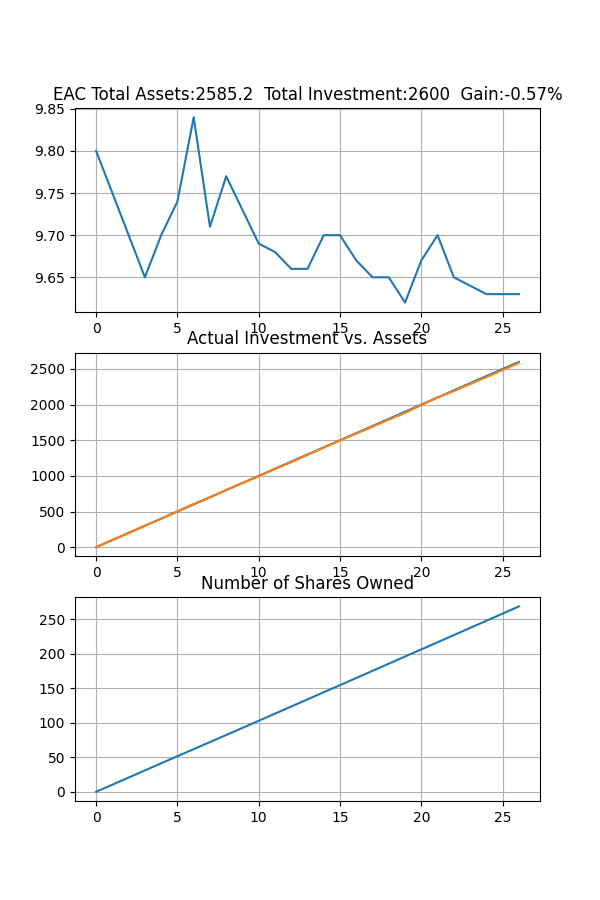 EAC Total Assets:2585.2  Total Investment:2600  Gain:-0.57%
9.85
9.80
9.75
9.70
9.65
0 5 10 15 20 25
Actual Investment vs. Assets
2500
2000
1500
1000
500
0
0 5 10 15 20 25
Number of Shares Owned
250
200
150
100
50
0
0 5 10 15 20 25